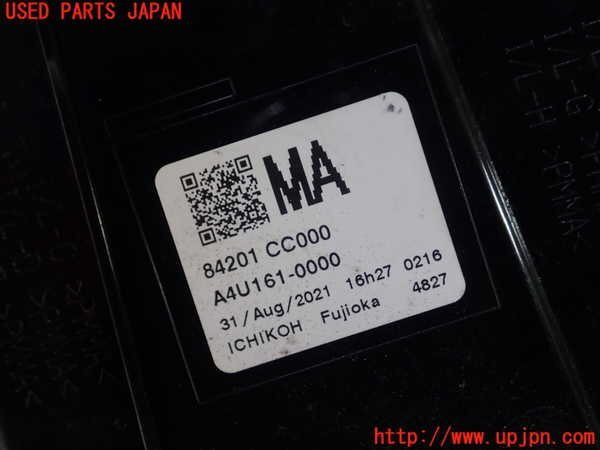 USED PARTS JAPAN
MA
84201 CC000
A4U161-0000
31/Aug/2021 16h27 0216
ICHIKOH Fujioka 4827
http://www.upjpn.com/